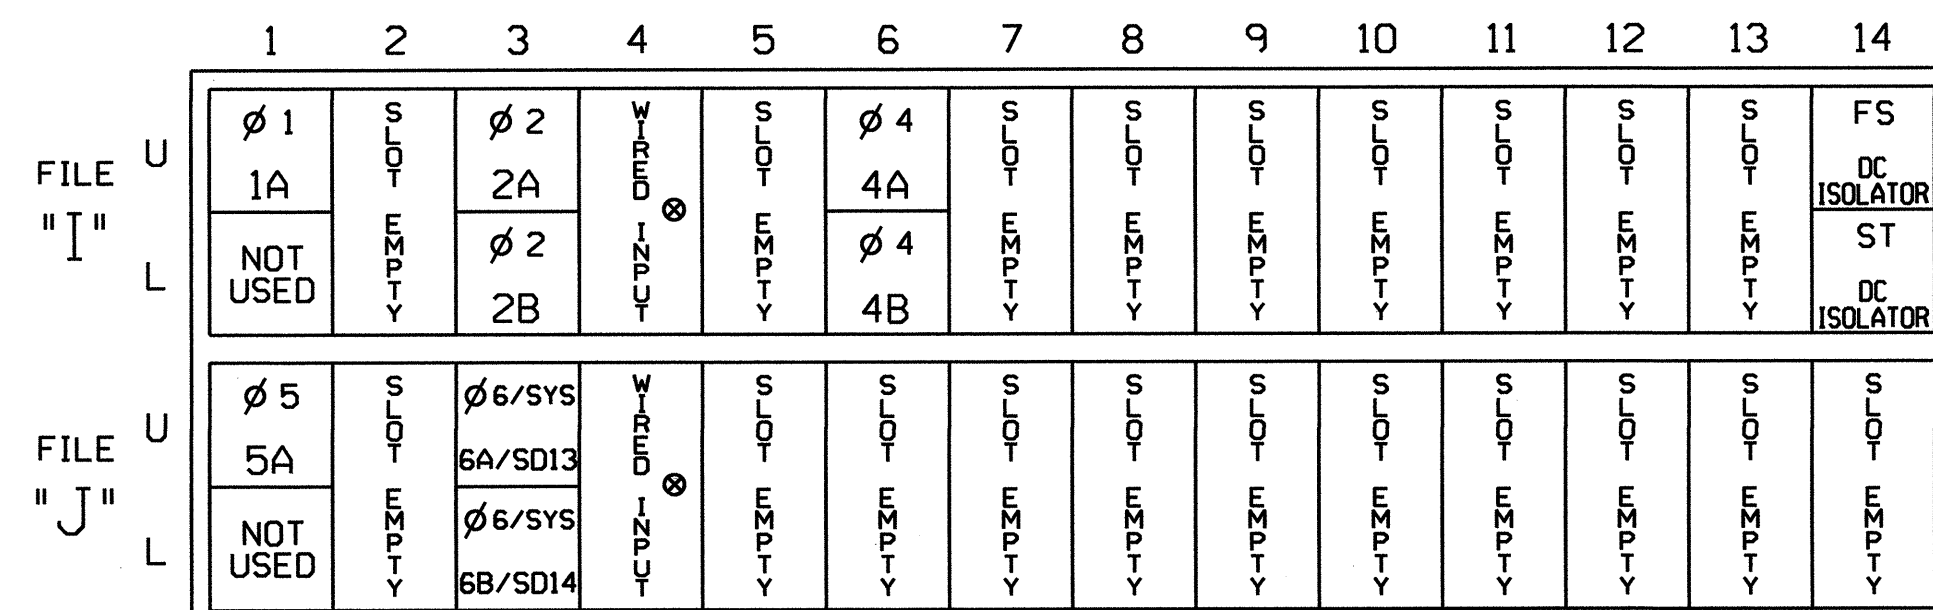 1 2 3 4 5 6 7 8 9 10 11 12 13 14
FILE "I"
U
L
Ø 1
1A
NOT
USED
SLOT EMPTY
Ø 2
2A
Ø 2
2B
WIRED INPUT
SLOT EMPTY
Ø 4
4A
Ø 4
4B
SLOT EMPTY
SLOT EMPTY
SLOT EMPTY
SLOT EMPTY
SLOT EMPTY
SLOT EMPTY
SLOT EMPTY
FS
DC
ISOLATOR
ST
DC
ISOLATOR
FILE "J"
U
L
Ø 5
5A
NOT
USED
SLOT EMPTY
Ø6/SYS
6A/SD13
Ø6/SYS
6B/SD14
WIRED INPUT
SLOT EMPTY
SLOT EMPTY
SLOT EMPTY
SLOT EMPTY
SLOT EMPTY
SLOT EMPTY
SLOT EMPTY
SLOT EMPTY
SLOT EMPTY
SLOT EMPTY